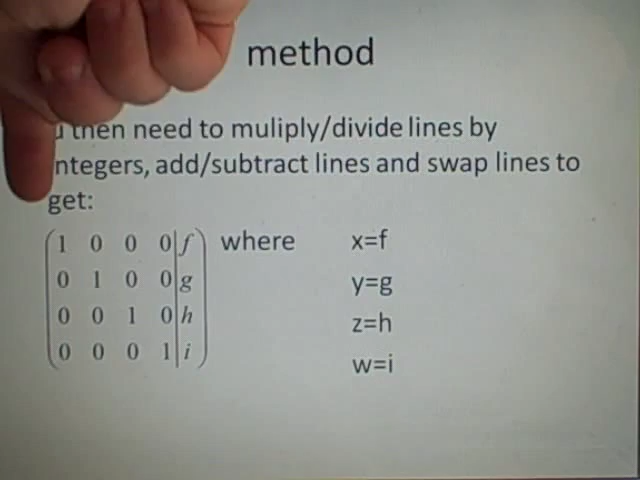 method
then need to muliply/divide lines by
ntegers, add/subtract lines and swap lines to
get:
1 0 0 0 f where x=f
0 1 0 0 g y=g
0 0 1 0 h z=h
0 0 0 1 i w=i